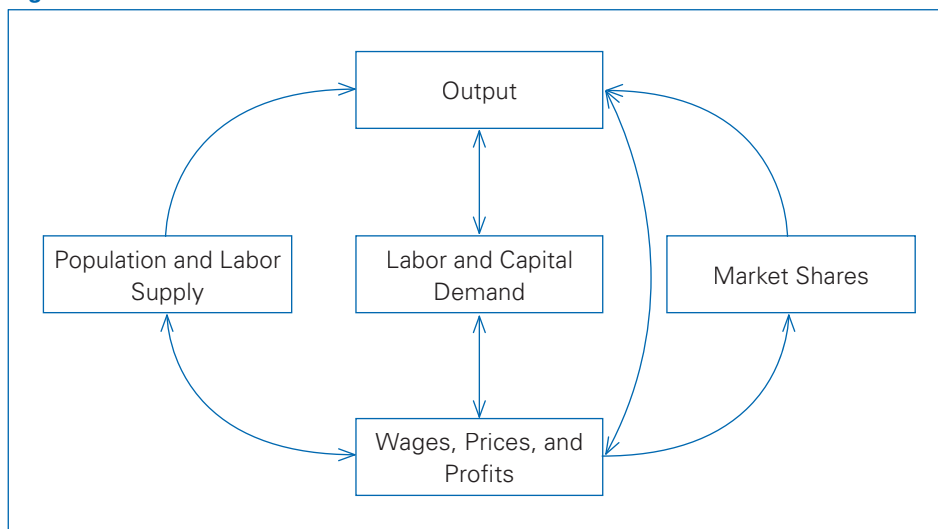 Output
Population and Labor
Supply
Labor and Capital
Demand
Market Shares
Wages, Prices, and
Profits